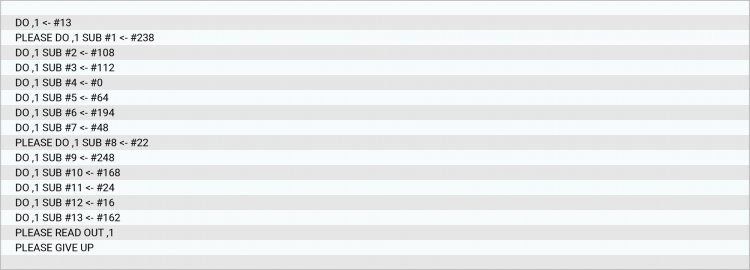 DO ,1 <- #13
PLEASE DO ,1 SUB #1 <- #238
DO ,1 SUB #2 <- #108
DO ,1 SUB #3 <- #112
DO ,1 SUB #4 <- #0
DO ,1 SUB #5 <- #64
DO ,1 SUB #6 <- #194
DO ,1 SUB #7 <- #48
PLEASE DO ,1 SUB #8 <- #22
DO ,1 SUB #9 <- #248
DO ,1 SUB #10 <- #168
DO ,1 SUB #11 <- #24
DO ,1 SUB #12 <- #16
DO ,1 SUB #13 <- #162
PLEASE READ OUT ,1
PLEASE GIVE UP